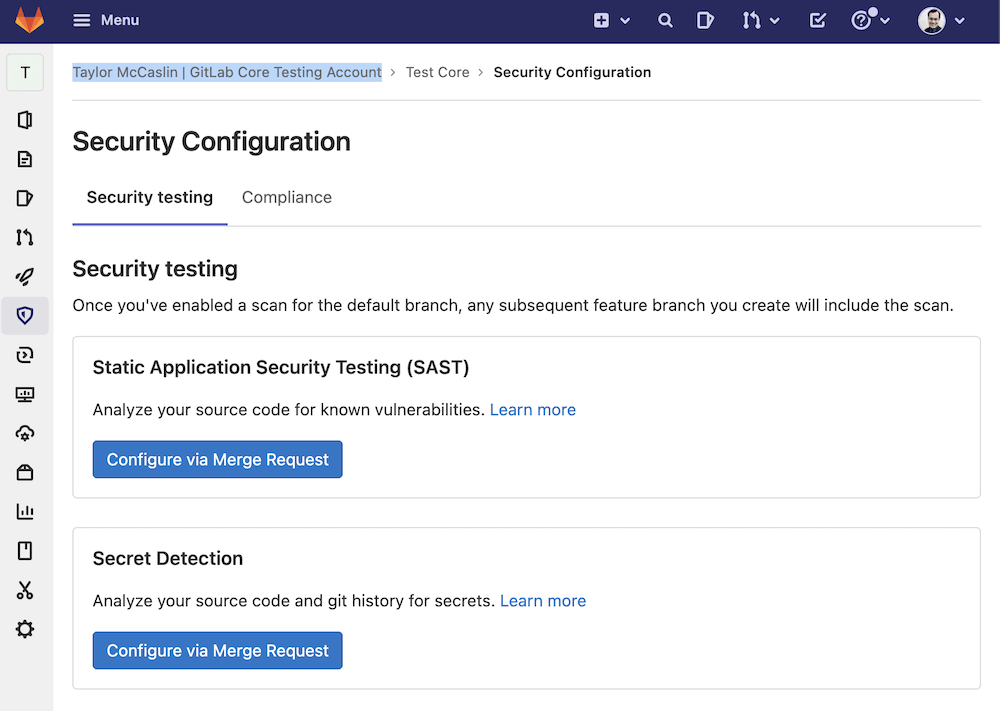 Menu
T
Taylor McCaslin | GitLab Core Testing Account › Test Core › Security Configuration
Security Configuration
Security testing Compliance
Security testing
Once you've enabled a scan for the default branch, any subsequent feature branch you create will include the scan.
Static Application Security Testing (SAST)
Analyze your source code for known vulnerabilities. Learn more
Configure via Merge Request
Secret Detection
Analyze your source code and git history for secrets. Learn more
Configure via Merge Request